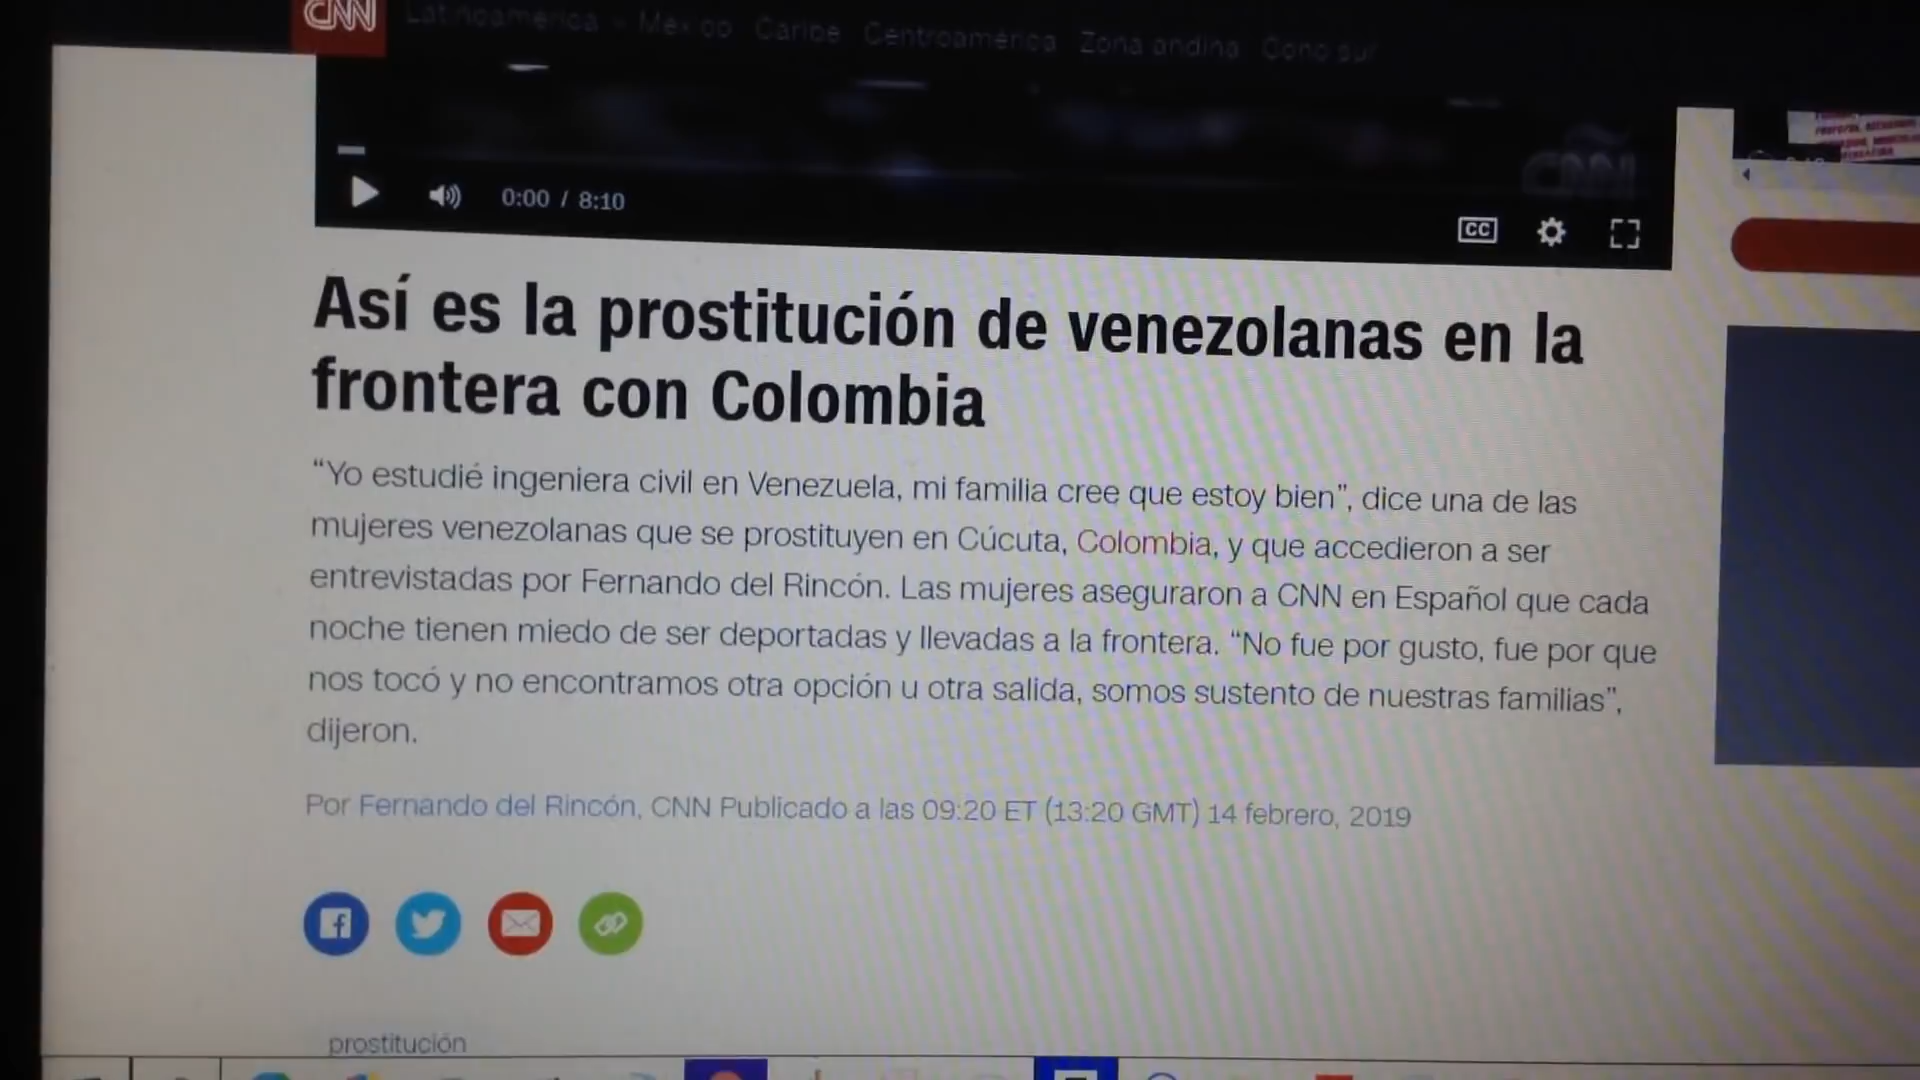 CNN
Latinoamérica México Caribe Centroamérica Zona andina Cono sur
CNN
0:00 / 8:10
CC
Así es la prostitución de venezolanas en la
frontera con Colombia
“Yo estudié ingeniera civil en Venezuela, mi familia cree que estoy bien”, dice una de las
mujeres venezolanas que se prostituyen en Cúcuta, Colombia, y que accedieron a ser
entrevistadas por Fernando del Rincón. Las mujeres aseguraron a CNN en Español que cada
noche tienen miedo de ser deportadas y llevadas a la frontera. “No fue por gusto, fue por que
nos tocó y no encontramos otra opción u otra salida, somos sustento de nuestras familias”,
dijeron.
Por Fernando del Rincón, CNN Publicado a las 09:20 ET (13:20 GMT) 14 febrero, 2019
prostitución